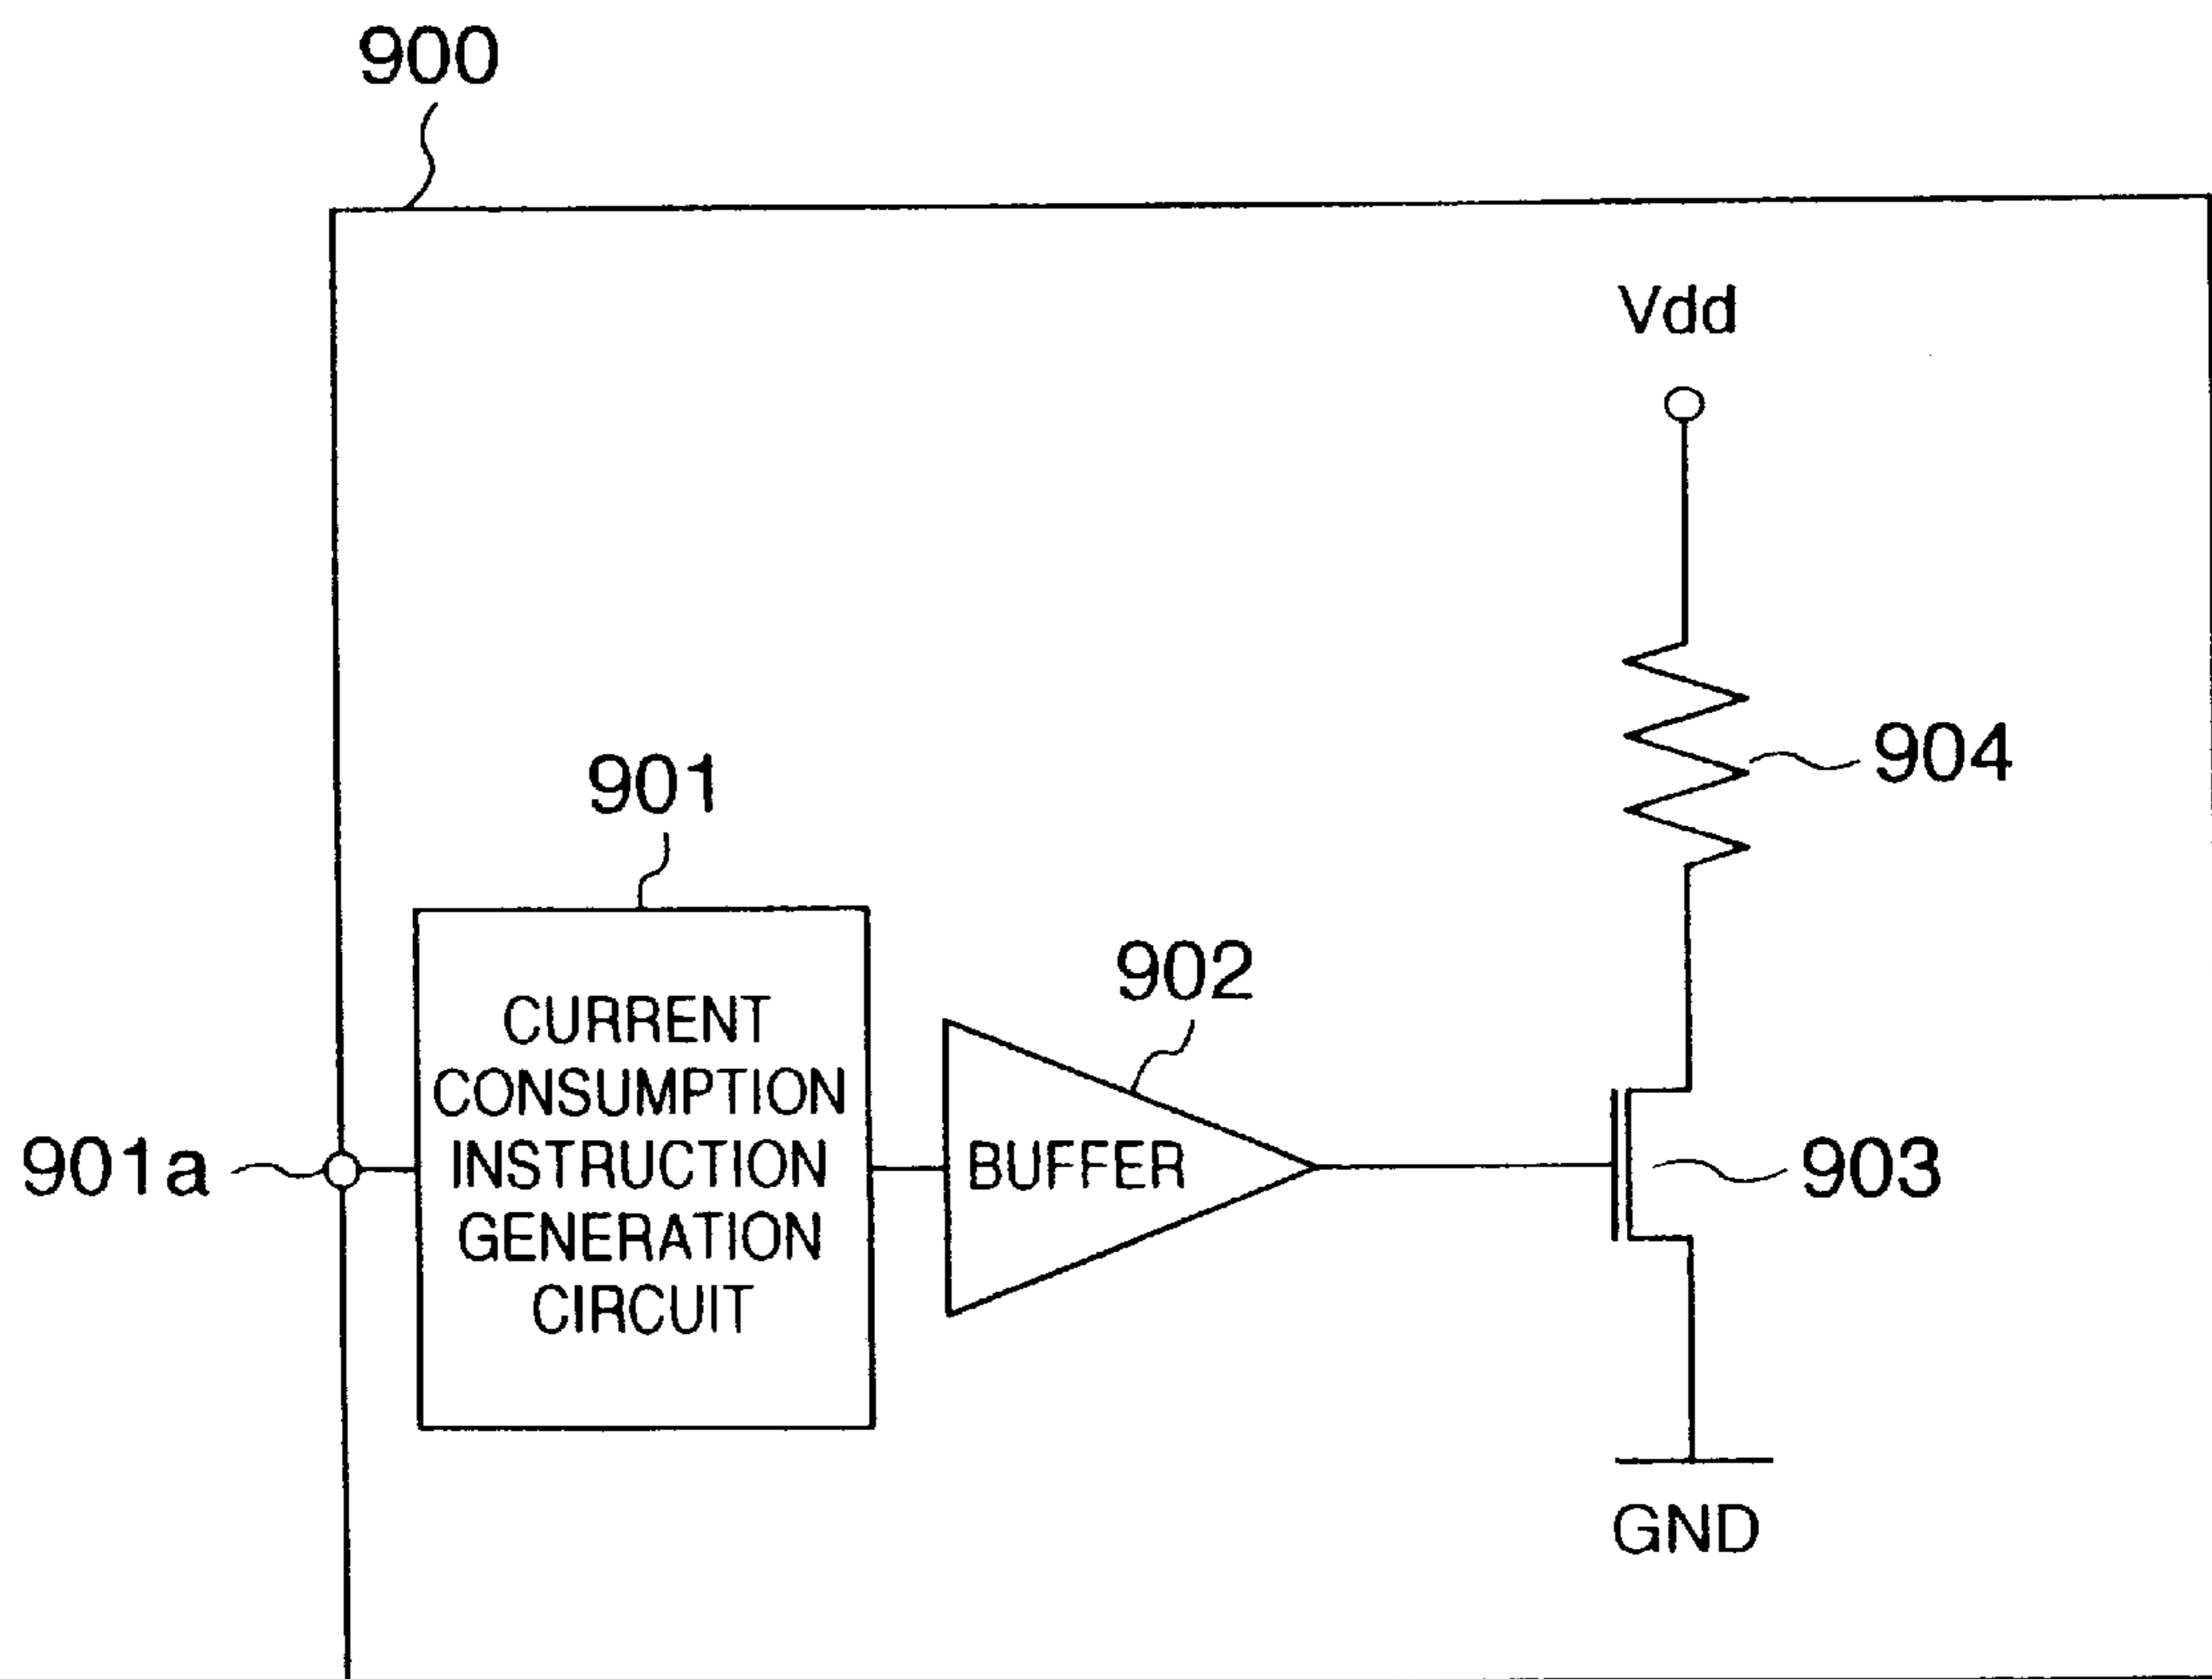 900
Vdd
904
901
902
CURRENT
CONSUMPTION
INSTRUCTION
GENERATION
CIRCUIT
BUFFER
901a
903
GND